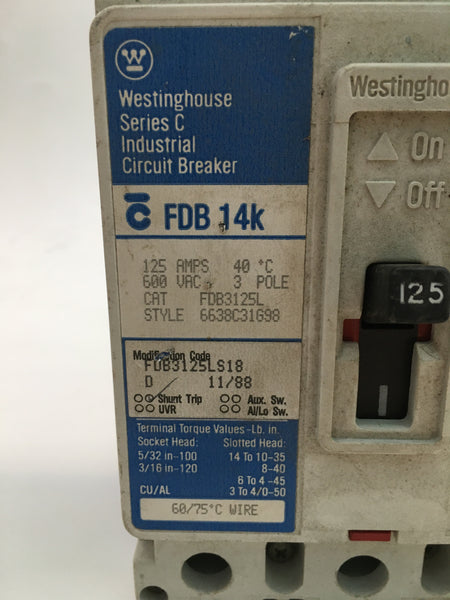 W
Westinghouse
Series C
Industrial
Circuit Breaker
C FDB 14k
125 AMPS 40 °C
600 VAC, 3 POLE
CAT FDB3125L
STYLE 6638C31G98
Modification Code
FDB3125LS18
D 11/88
Shunt Trip Aux. Sw.
UVR Al/Lo Sw.
Terminal Torque Values -Lb. in.
Socket Head: Slotted Head:
5/32 in-100 14 To 10-35
3/16 in-120 8-40
6 To 4-45
CU/AL 3 To 4/0-50
60/75°C WIRE
Westinghou
On
Off
125